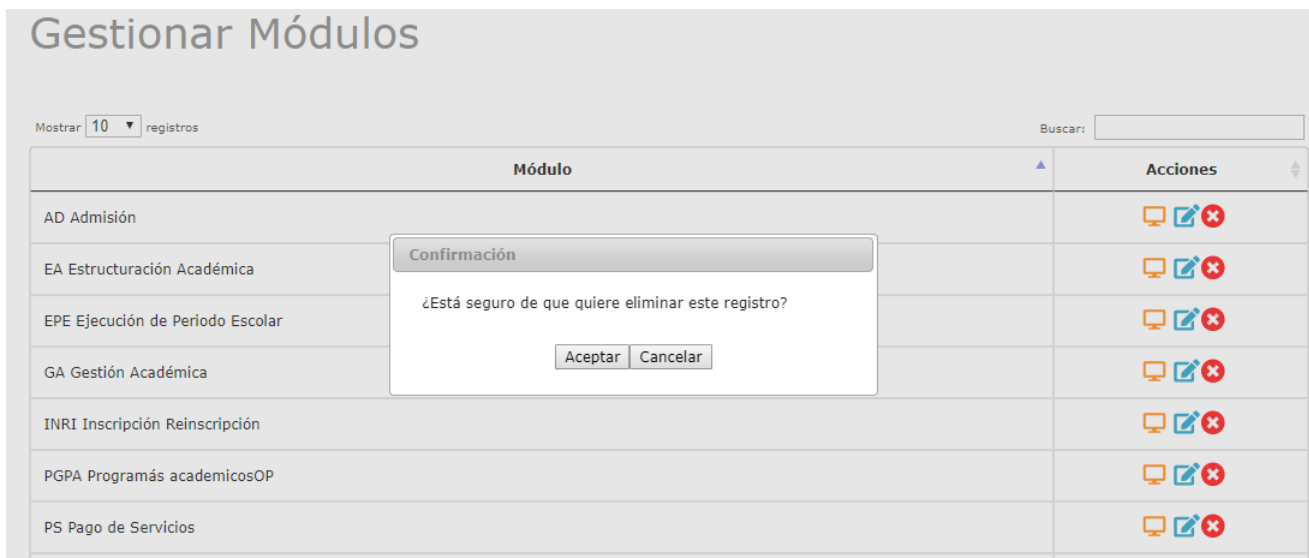 Gestionar Módulos
Mostrar 10 registros Buscar:
Módulo Acciones
AD Admisión
EA Estructuración Académica
Confirmación
¿Está seguro de que quiere eliminar este registro?
EPE Ejecución de Periodo Escolar
Aceptar Cancelar
GA Gestión Académica
INRI Inscripción Reinscripción
PGPA Programás academicosOP
PS Pago de Servicios